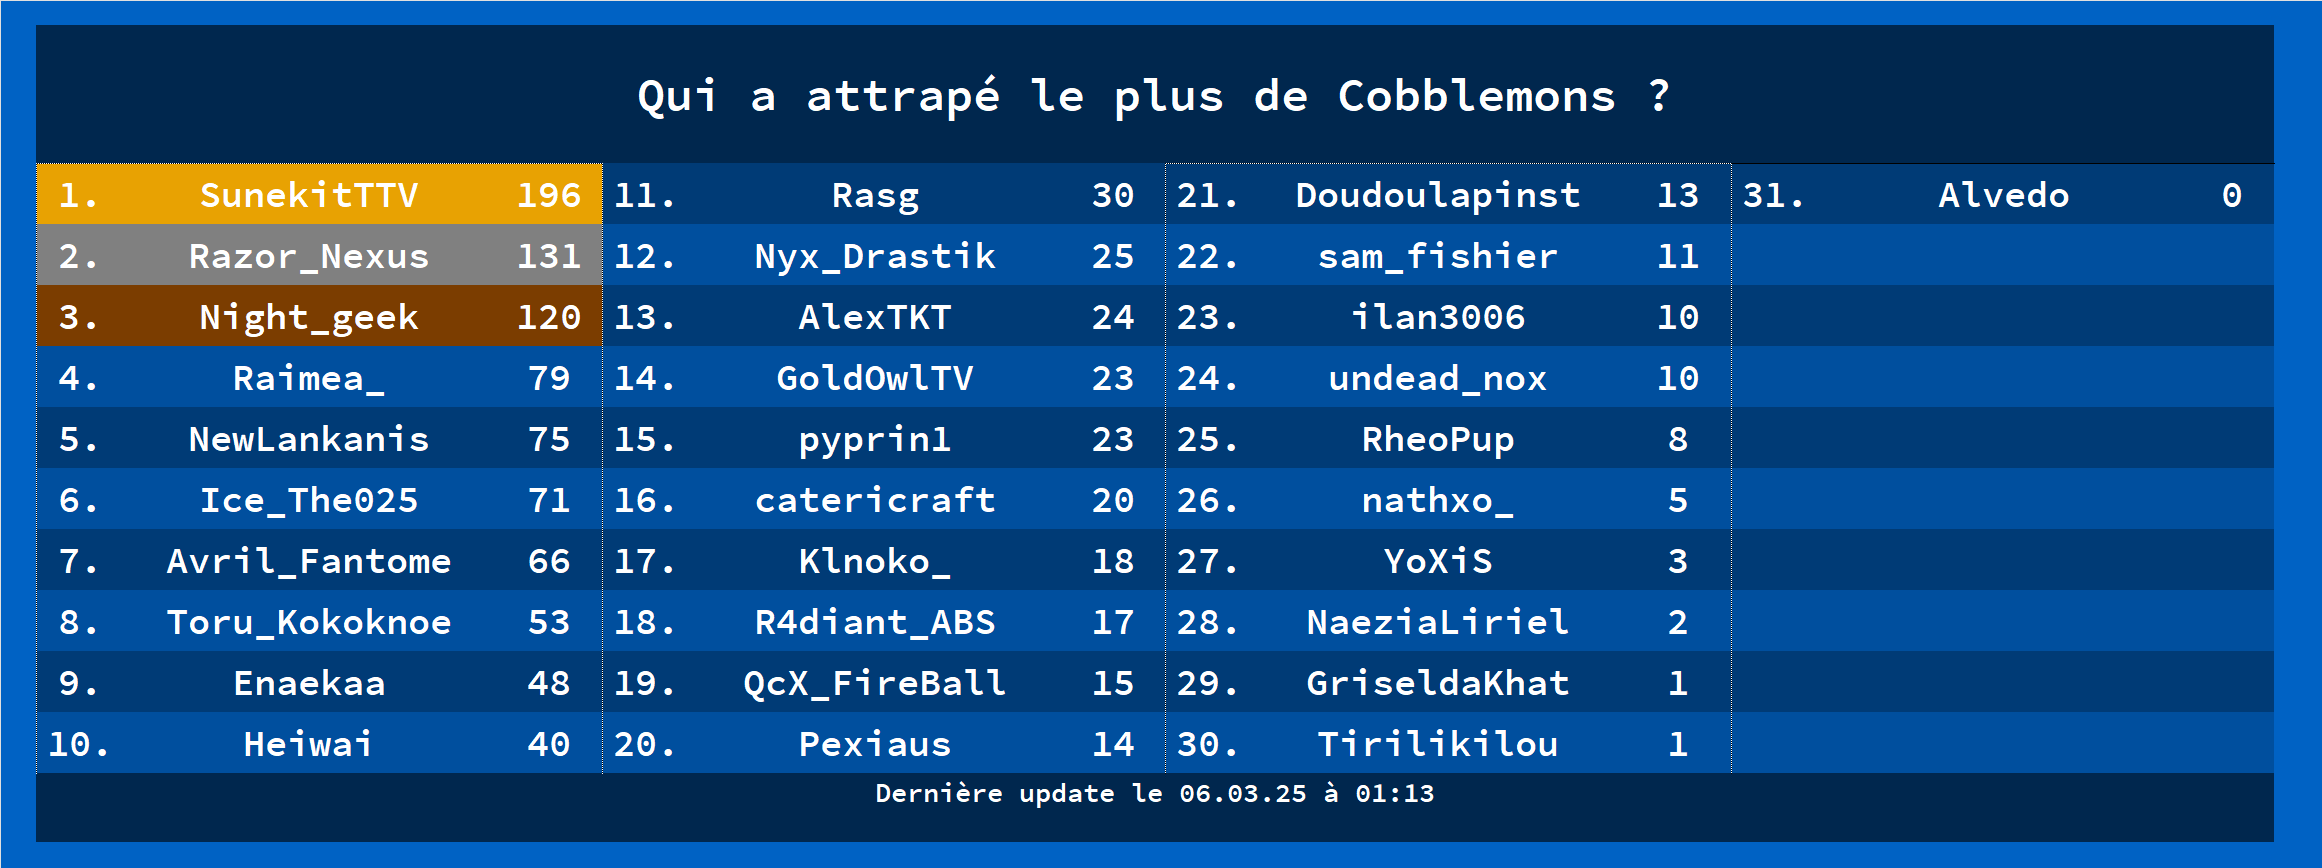 Qui a attrapé le plus de Cobblemons ?
1. SunekitTTV 196
2. Razor_Nexus 131
3. Night_geek 120
4. Raimea_ 79
5. NewLankanis 75
6. Ice_The025 71
7. Avril_Fantome 66
8. Toru_Kokoknoe 53
9. Enaekaa 48
10. Heiwai 40
11. Rasg 30
12. Nyx_Drastik 25
13. AlexTKT 24
14. GoldOwlTV 23
15. pyprin1 23
16. catericraft 20
17. Klnoko_ 18
18. R4diant_ABS 17
19. QcX_FireBall 15
20. Pexiaus 14
21. Doudoulapinst 13
22. sam_fishier 11
23. ilan3006 10
24. undead_nox 10
25. RheoPup 8
26. nathxo_ 5
27. YoXiS 3
28. NaeziaLiriel 2
29. GriseldaKhat 1
30. Tirilikilou 1
31. Alvedo 0
Dernière update le 06.03.25 à 01:13